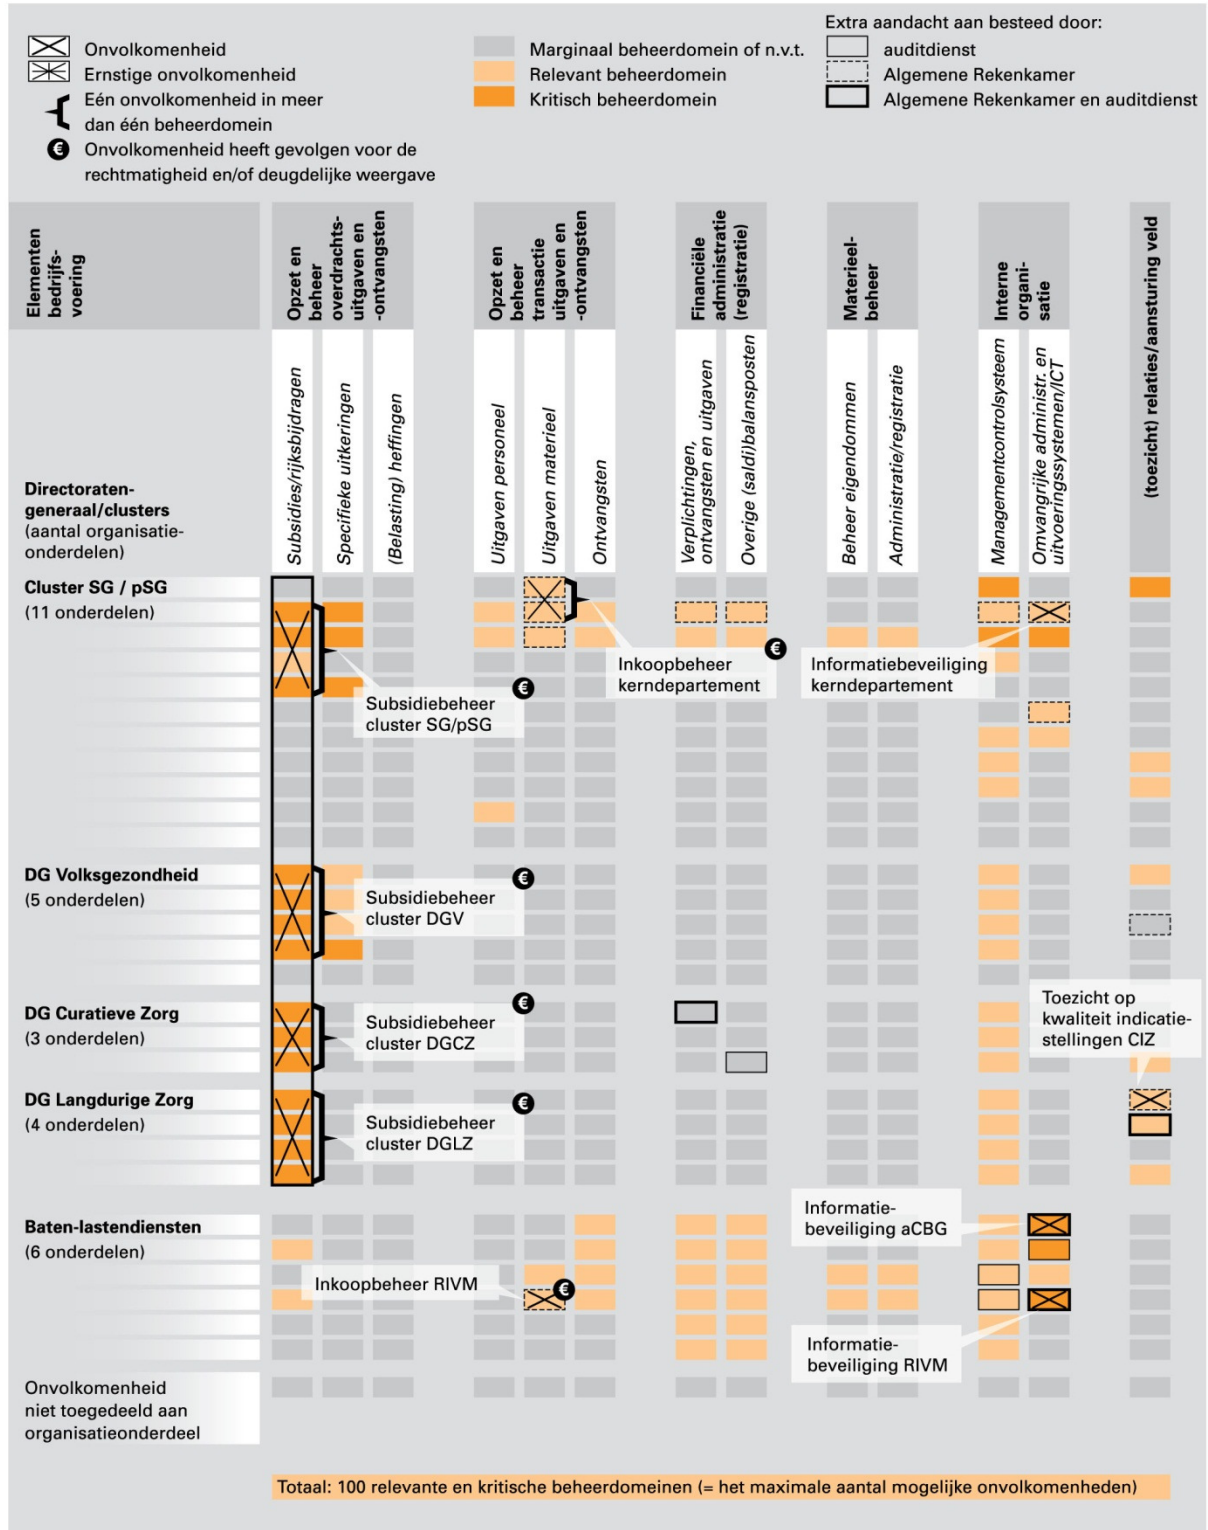 Onvolkomenheid
Ernstige onvolkomenheid
Eén onvolkomenheid in meer
dan één beheerdomein
€ Onvolkomenheid heeft gevolgen voor de
rechtmatigheid en/of deugdelijke weergave
Marginaal beheerdomein of n.v.t.
Relevant beheerdomein
Kritisch beheerdomein
Extra aandacht aan besteed door:
auditdienst
Algemene Rekenkamer
Algemene Rekenkamer en auditdienst
Elementen
bedrijfs-
voering
Opzet en
beheer
overdrachts-
uitgaven en
-ontvangsten
Opzet en
beheer
transactie
uitgaven en
-ontvangsten
Financiële
administratie
(registratie)
Materieel-
beheer
Interne
organi-
satie
(toezicht) relaties/aansturing veld
Subsidies/rijksbijdragen
Specifieke uitkeringen
(Belasting) heffingen
Uitgaven personeel
Uitgaven materieel
Ontvangsten
Verplichtingen,
ontvangsten en uitgaven
Overige (saldi)balansposten
Beheer eigendommen
Administratie/registratie
Managementcontrolsysteem
Omvangrijke administr. en
uitvoeringssystemen/ICT
Directoraten-
generaal/clusters
(aantal organisatie-
onderdelen)
Cluster SG / pSG
(11 onderdelen)
Inkoopbeheer
kerndepartement
€
Informatiebeveiliging
kerndepartement
Subsidiebeheer
cluster SG/pSG
€
DG Volksgezondheid
(5 onderdelen)
Subsidiebeheer
cluster DGV
€
DG Curatieve Zorg
(3 onderdelen)
Subsidiebeheer
cluster DGCZ
€
Toezicht op
kwaliteit indicatie-
stellingen CIZ
DG Langdurige Zorg
(4 onderdelen)
Subsidiebeheer
cluster DGLZ
€
Baten-lastendiensten
(6 onderdelen)
Informatie-
beveiliging aCBG
Inkoopbeheer RIVM
€
Informatie-
beveiliging RIVM
Onvolkomenheid
niet toegedeeld aan
organisatieonderdeel
Totaal: 100 relevante en kritische beheerdomeinen (= het maximale aantal mogelijke onvolkomenheden)